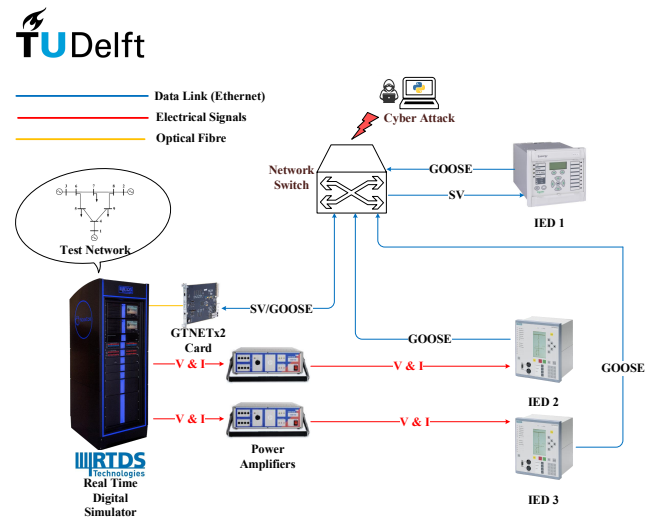 TUDelft
Data Link (Ethernet)
Electrical Signals
Optical Fibre
Cyber Attack
Network
Switch
GOOSE
SV
IED 1
Test Network
SV/GOOSE
GTNETx2
Card
GOOSE
GOOSE
V & I
V & I
IED 2
V & I
V & I
Power
Amplifiers
RTDS
Technologies
Real Time
Digital
Simulator
IED 3